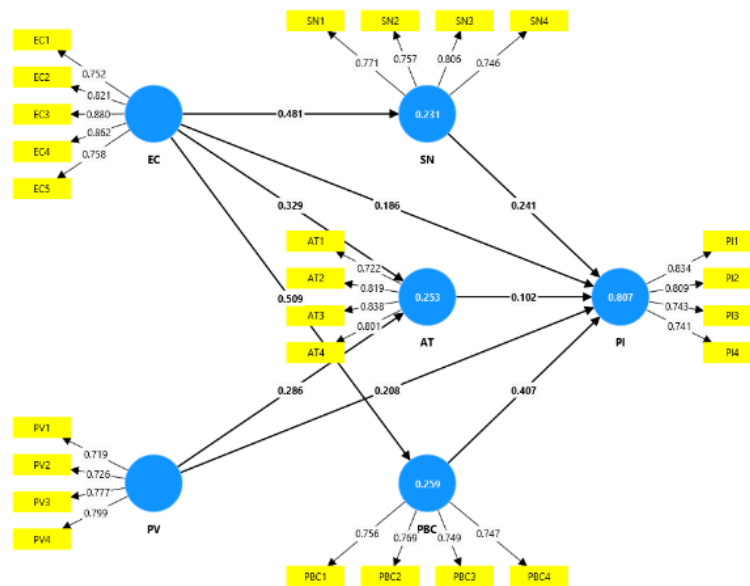 SN1 SN2 SN3 SN4
EC1
EC2
EC3
EC4
EC5
0.752
0.821
0.880
0.862
0.758
EC
0.771 0.757 0.806 0.746
0.481
0.231
SN
0.329
0.186
0.241
0.509
AT1
AT2
AT3
AT4
0.722
0.819
0.838
0.801
0.253
AT
0.102
0.807
PI
0.834
0.809
0.743
0.741
PI1
PI2
PI3
PI4
0.286
0.208
0.407
PV1
PV2
PV3
PV4
0.719
0.726
0.777
0.799
PV
0.259
PBC
0.756 0.769 0.749 0.747
PBC1 PBC2 PBC3 PBC4